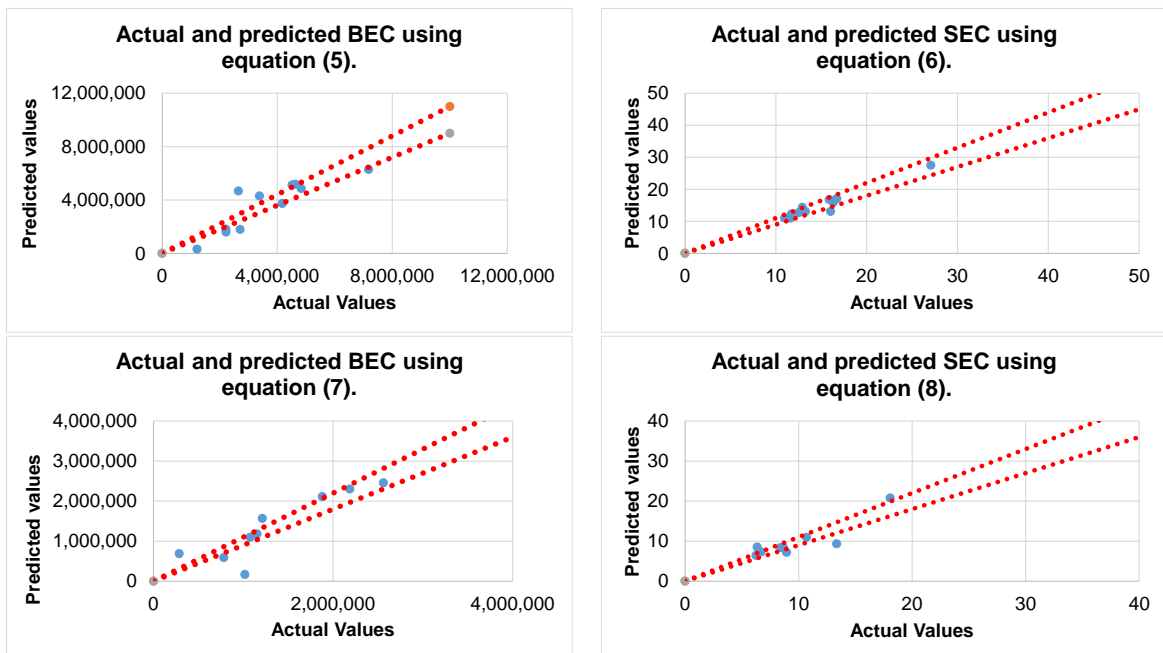 Actual and predicted BEC using
equation (5).
Predicted values
12,000,000
8,000,000
4,000,000
0
0
4,000,000
8,000,000
12,000,000
Actual Values
Actual and predicted SEC using
equation (6).
Predicted values
50
40
30
20
10
0
0
10
20
30
40
50
Actual Values
Actual and predicted BEC using
equation (7).
Predicted values
4,000,000
3,000,000
2,000,000
1,000,000
0
0
2,000,000
4,000,000
Actual Values
Actual and predicted SEC using
equation (8).
Predicted values
40
30
20
10
0
0
10
20
30
40
Actual Values